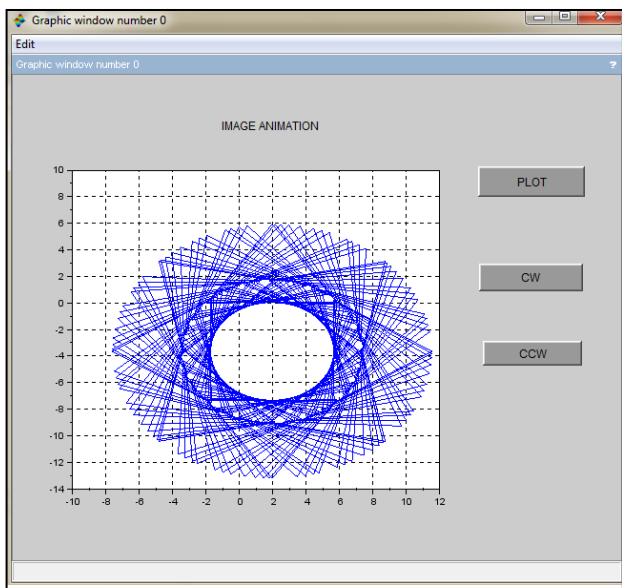 Graphic window number 0
Edit
Graphic window number 0 ?
IMAGE ANIMATION
10
8
6
4
2
0
-2
-4
-6
-8
-10
-12
-14
-10 -8 -6 -4 -2 0 2 4 6 8 10 12
PLOT
CW
CCW